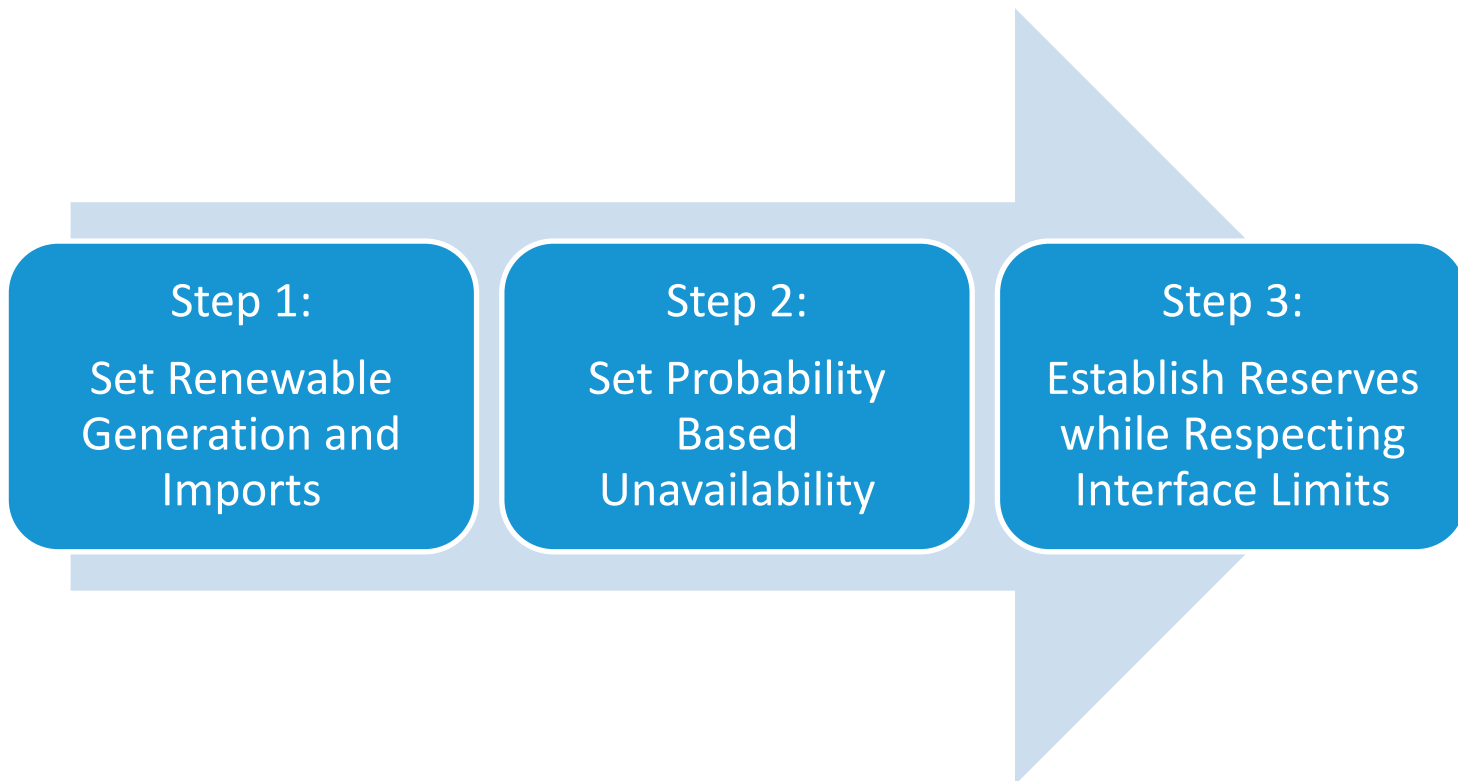 Step 1:
Set Renewable
Generation and
Imports
Step 2:
Set Probability
Based
Unavailability
Step 3:
Establish Reserves
while Respecting
Interface Limits